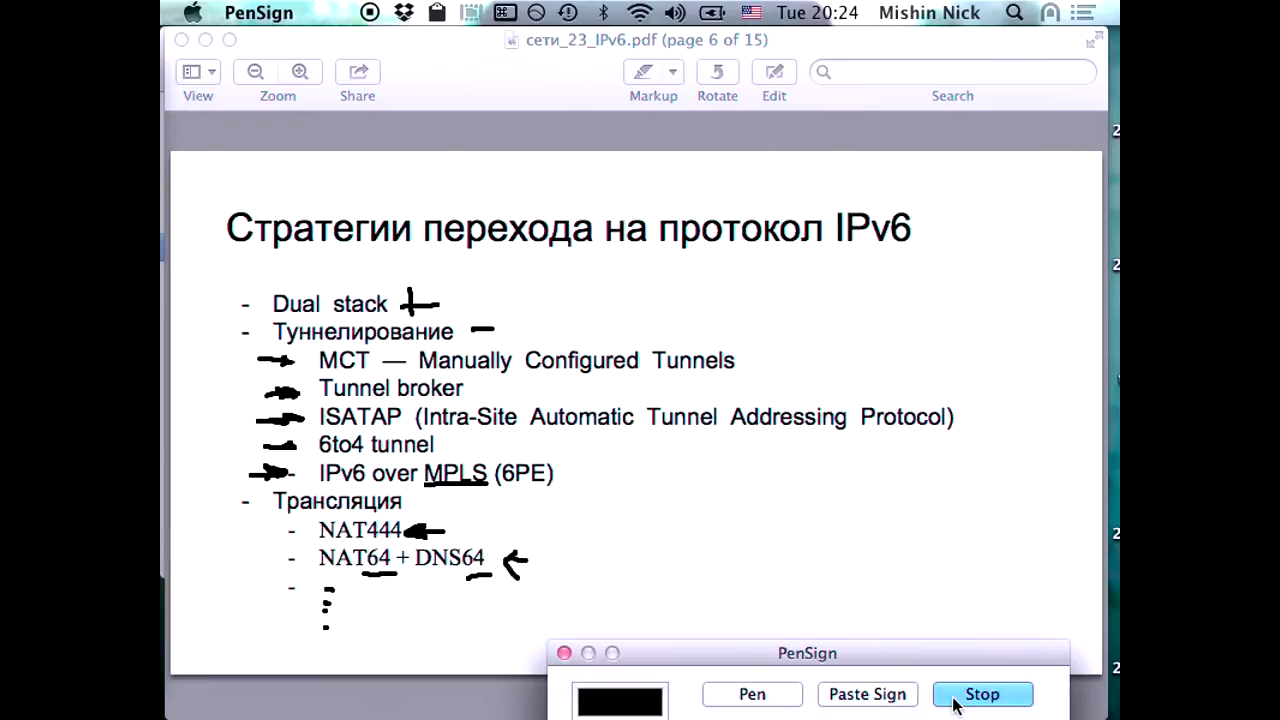 PenSign Tue 20:24 Mishin Nick
сети_23_IPv6.pdf (page 6 of 15)
View Zoom Share Markup Rotate Edit Search
Стратегии перехода на протокол IPv6
- Dual stack
- Туннелирование
MCT — Manually Configured Tunnels
Tunnel broker
ISATAP (Intra-Site Automatic Tunnel Addressing Protocol)
6to4 tunnel
- IPv6 over MPLS (6PE)
- Трансляция
- NAT444
- NAT64 + DNS64
-
PenSign
Pen Paste Sign Stop